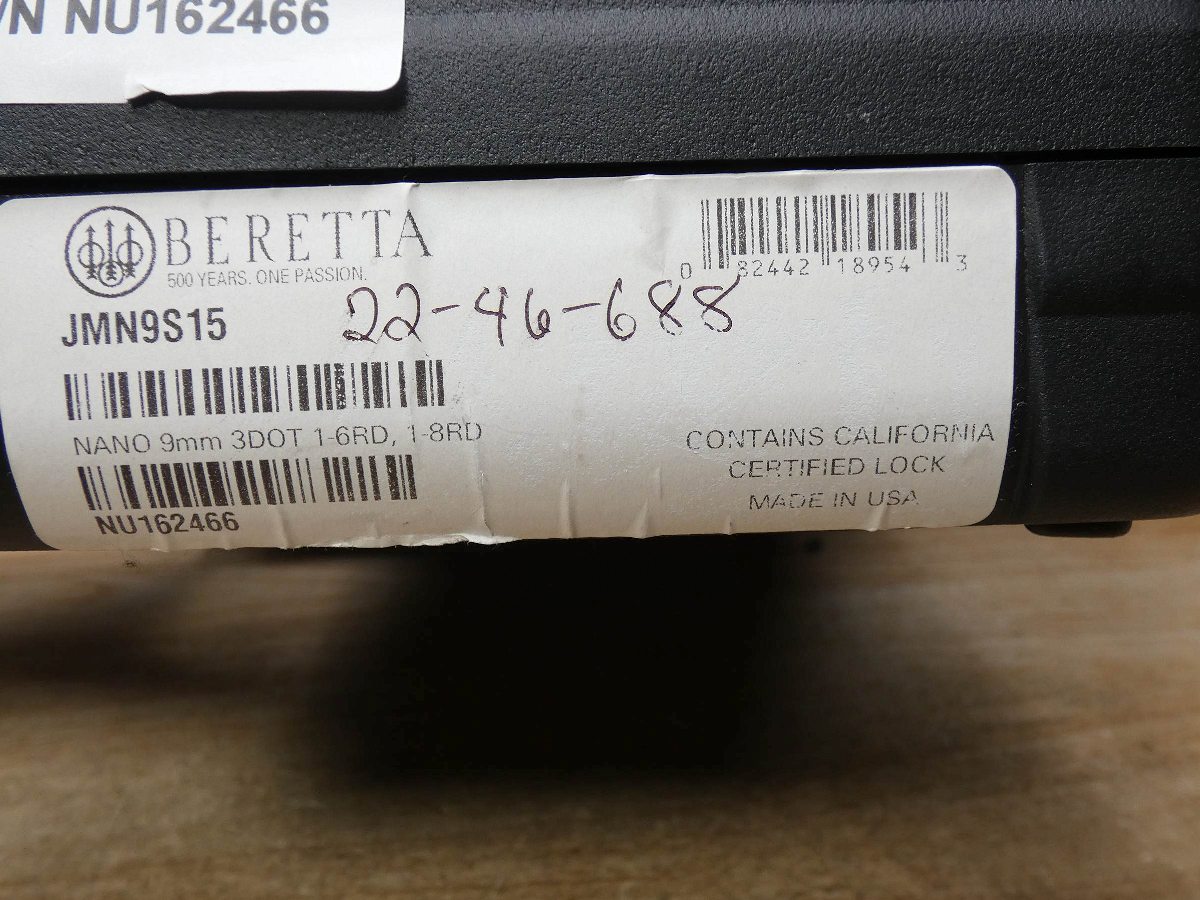 /N NU162466
BERETTA
500 YEARS. ONE PASSION.
0 82442 18954 3
JMN9S15
22-46-688
NANO 9mm 3DOT 1-6RD, 1-8RD
NU162466
CONTAINS CALIFORNIA
CERTIFIED LOCK
MADE IN USA